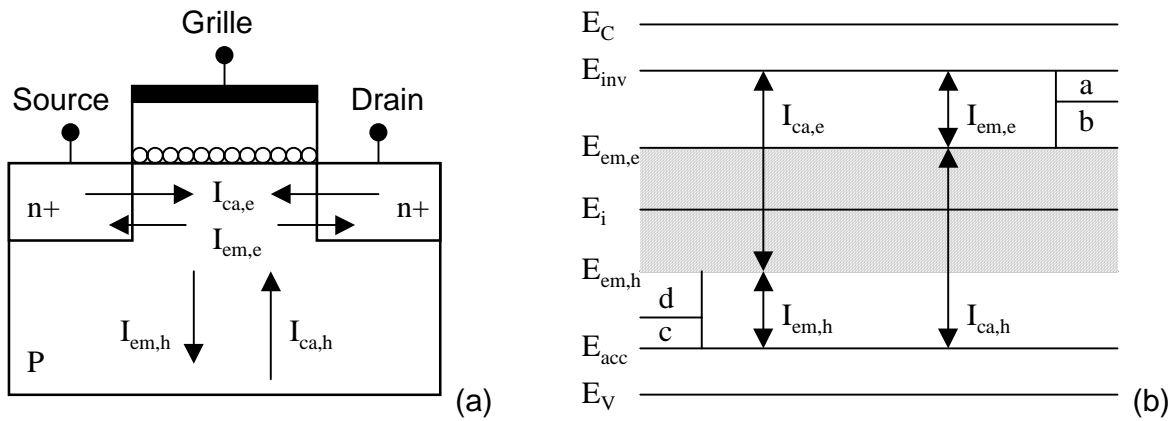 Grille
Source
Drain
n+
I_ca,e
n+
I_em,e
I_em,h
I_ca,h
P
(a)
E_C
E_inv
I_ca,e
I_em,e
a
b
E_em,e
E_i
E_em,h
d
c
I_em,h
I_ca,h
E_acc
E_V
(b)